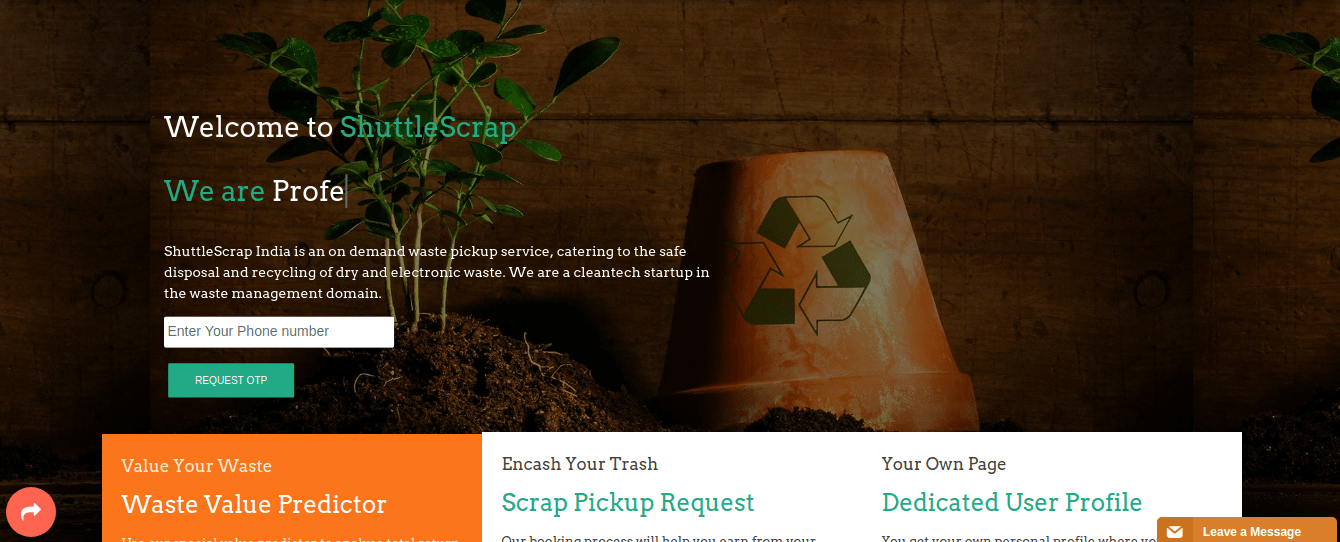 Welcome to ShuttleScrap
We are Profe
ShuttleScrap India is an on demand waste pickup service, catering to the safe
disposal and recycling of dry and electronic waste. We are a cleantech startup in
the waste management domain.
Enter Your Phone number
REQUEST OTP
Value Your Waste
Waste Value Predictor
Encash Your Trash
Scrap Pickup Request
Our booking process will help you earn from your
Your Own Page
Dedicated User Profile
You get your own personal profile where yo
Leave a Message